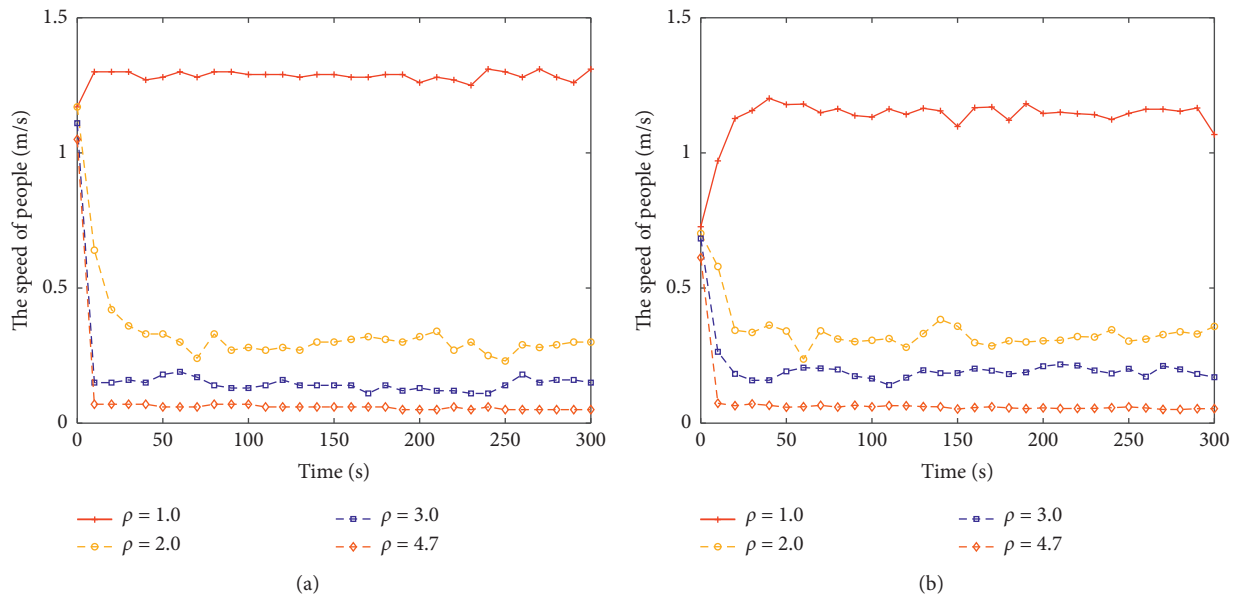 The speed of people (m/s)
1.5
1
0.5
0
0 50 100 150 200 250 300
Time (s)
ρ = 1.0
ρ = 2.0
ρ = 3.0
ρ = 4.7
(a)
The speed of people (m/s)
1.5
1
0.5
0
0 50 100 150 200 250 300
Time (s)
ρ = 1.0
ρ = 2.0
ρ = 3.0
ρ = 4.7
(b)